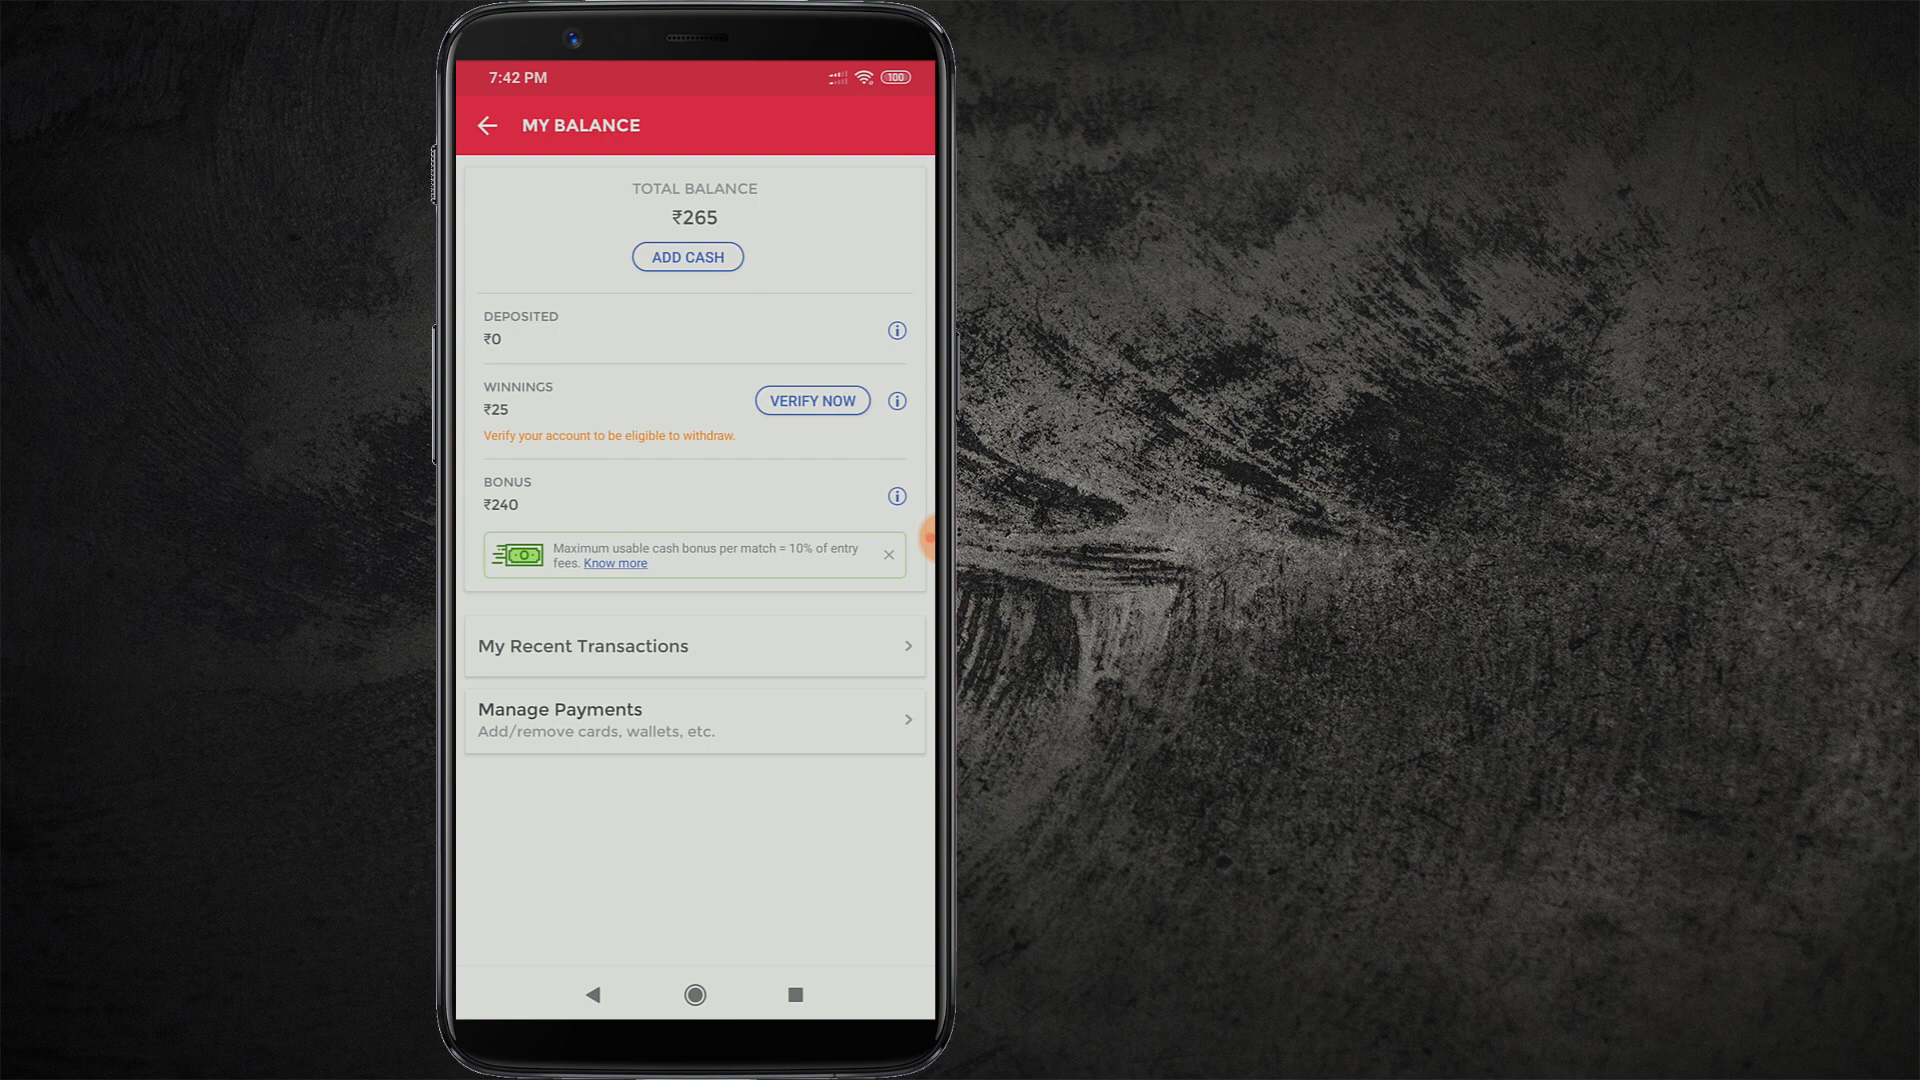 7:42 PM
100
MY BALANCE
TOTAL BALANCE
₹265
ADD CASH
DEPOSITED
₹0
WINNINGS
₹25
VERIFY NOW
Verify your account to be eligible to withdraw.
BONUS
₹240
Maximum usable cash bonus per match = 10% of entry
fees. Know more
My Recent Transactions
Manage Payments
Add/remove cards, wallets, etc.